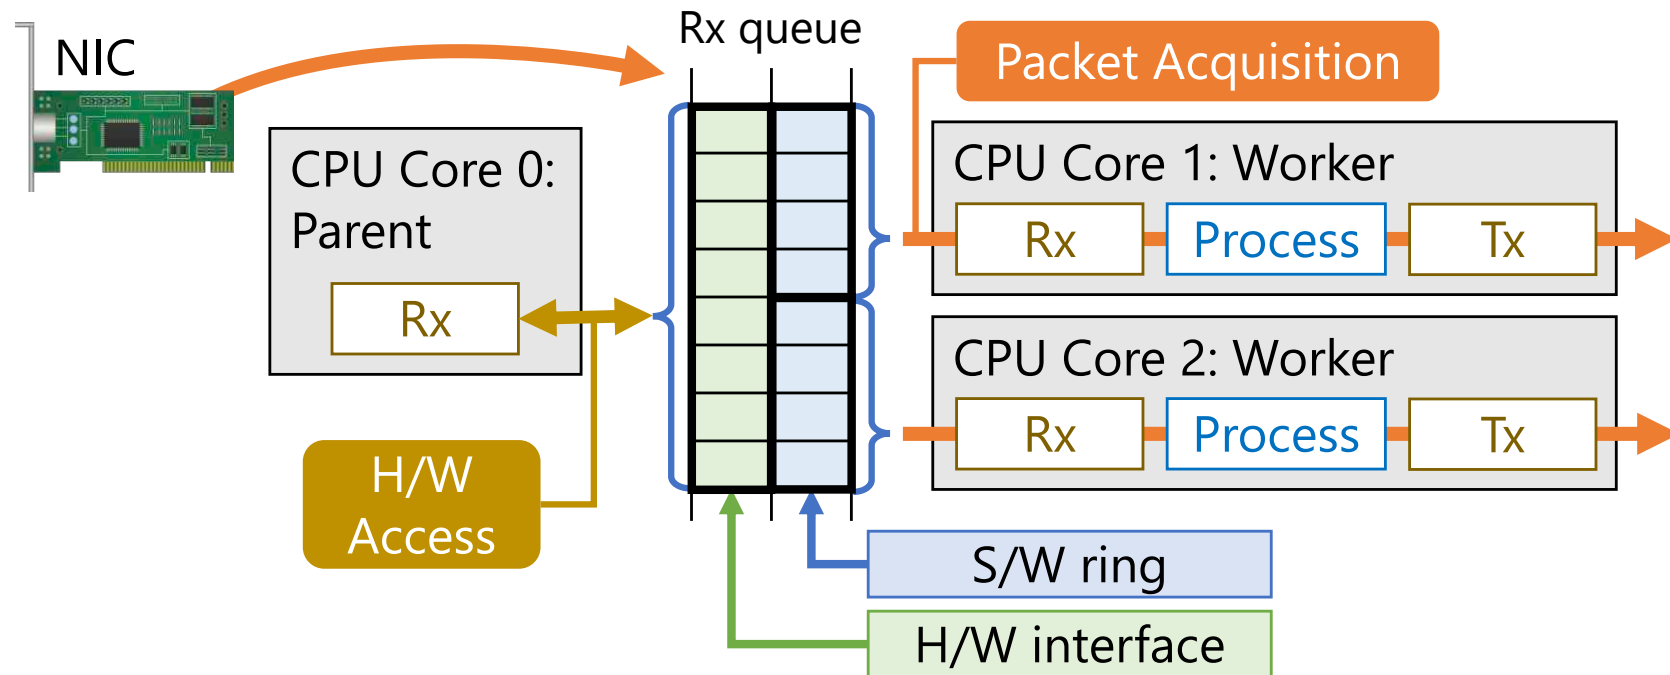 NIC
Rx queue
Packet Acquisition
CPU Core 0:
Parent
Rx
H/W
Access
CPU Core 1: Worker
Rx
Process
Tx
CPU Core 2: Worker
Rx
Process
Tx
S/W ring
H/W interface